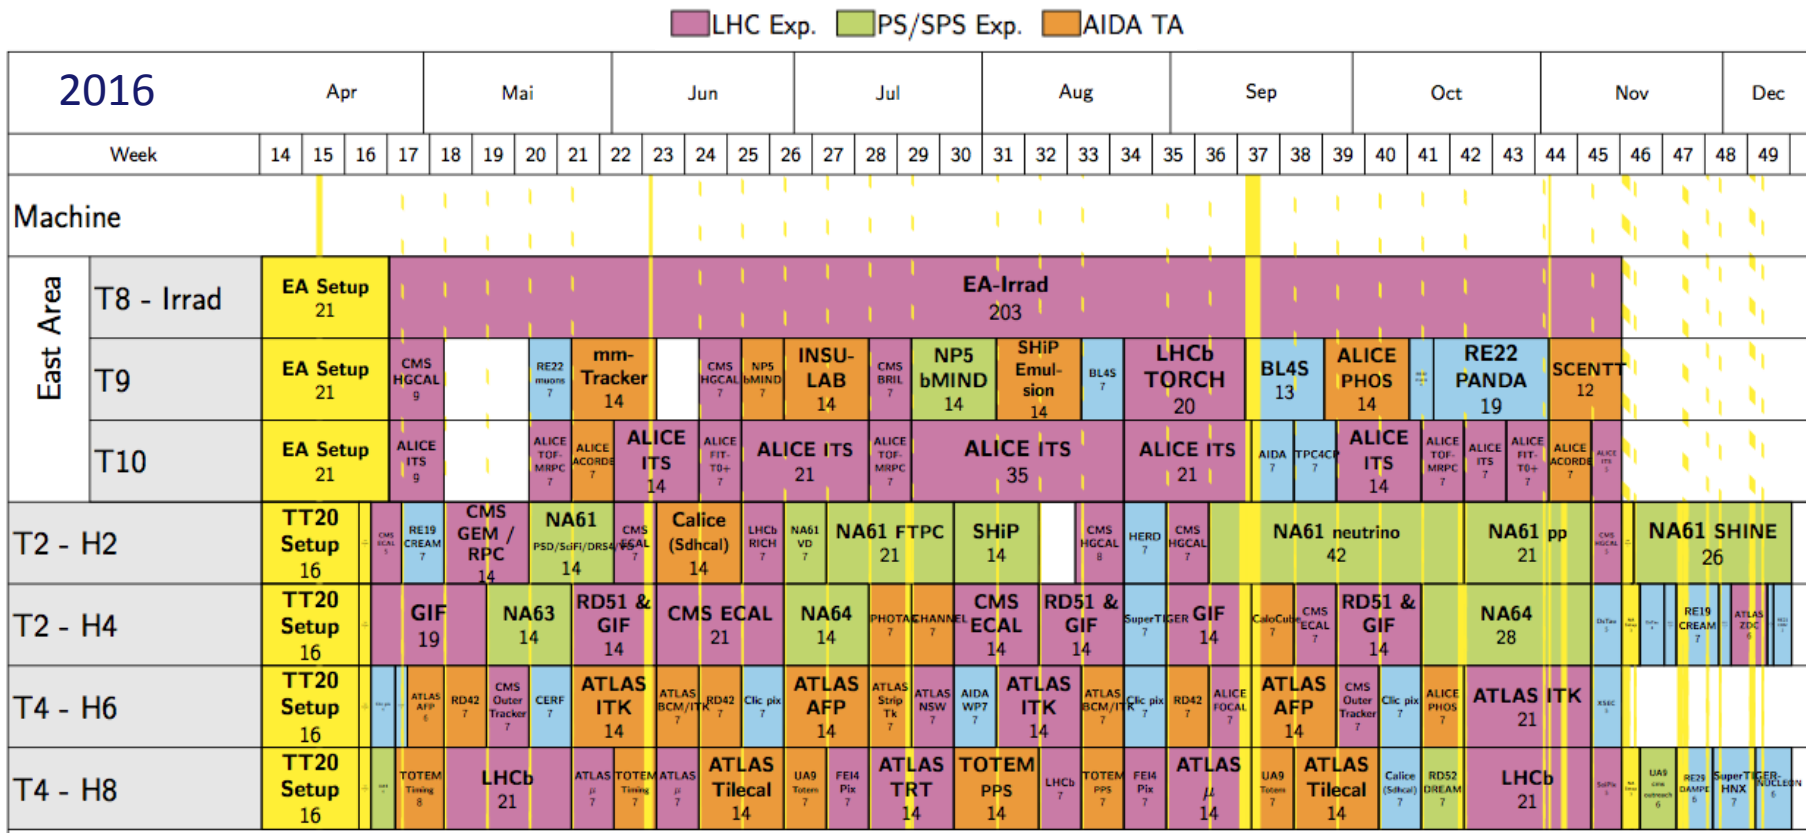 LHC Exp. PS/SPS Exp. AIDA TA
2016 Apr Mai Jun Jul Aug Sep Oct Nov Dec
Week 14 15 16 17 18 19 20 21 22 23 24 25 26 27 28 29 30 31 32 33 34 35 36 37 38 39 40 41 42 43 44 45 46 47 48 49
Machine
East Area
T8 - Irrad
EA Setup
21
EA-Irrad
203
T9
EA Setup
21
CMS
HGCAL
9
RE22
muons
7
mm-
Tracker
14
CMS
HGCAL
7
NP5
bMIND
7
INSU-
LAB
14
CMS
BRIL
7
NP5
bMIND
14
SHiP
Emul-
sion
14
BL4S
7
LHCb
TORCH
20
BL4S
13
ALICE
PHOS
14
RE22
PANDA
19
SCENTT
12
T10
EA Setup
21
ALICE
ITS
9
ALICE
TOF-
MRPC
7
ALICE
ACORDE
7
ALICE
ITS
14
ALICE
FIT-
T0+
7
ALICE ITS
21
ALICE
TOF-
MRPC
7
ALICE ITS
35
ALICE ITS
21
AIDA
7
TPC4CP
7
ALICE
ITS
14
ALICE
TOF-
MRPC
7
ALICE
ITS
7
ALICE
FIT-
T0+
7
ALICE
ACORDE
7
ALICE
ITS
T2 - H2
TT20
Setup
16
CMS
ECAL
5
RE19
CREAM
7
CMS
GEM /
RPC
14
NA61
PSD/SciFi/DRS4/
14
CMS
ECAL
7
Calice
(Sdhcal)
14
LHCb
RICH
7
NA61
VD
7
NA61 FTPC
21
SHiP
14
CMS
HGCAL
8
HERD
7
CMS
HGCAL
7
NA61 neutrino
42
NA61 pp
21
CMS
HGCAL
5
NA61 SHINE
26
T2 - H4
TT20
Setup
16
GIF
19
NA63
14
RD51 &
GIF
14
CMS ECAL
21
NA64
14
PHOTAG
7
CHANNEL
7
CMS
ECAL
14
RD51 &
GIF
14
SuperTIGER
7
GIF
14
CaloCube
7
CMS
ECAL
7
RD51 &
GIF
14
NA64
28
RE19
CREAM
7
ATLAS
ZDC
6
T4 - H6
TT20
Setup
16
ATLAS
AFP
6
RD42
7
CMS
Outer
Tracker
7
CERF
7
ATLAS
ITK
14
ATLAS
BCM/ITK
7
RD42
7
Clic pix
7
ATLAS
AFP
14
ATLAS
Strip
Tk
7
ATLAS
NSW
7
AIDA
WP7
7
ATLAS
ITK
14
ATLAS
BCM/ITK
7
Clic pix
7
RD42
7
ALICE
FOCAL
7
ATLAS
AFP
14
CMS
Outer
Tracker
7
Clic pix
7
ALICE
PHOS
7
ATLAS ITK
21
XSEC
5
T4 - H8
TT20
Setup
16
TOTEM
Timing
8
LHCb
21
ATLAS
μ
7
TOTEM
Timing
7
ATLAS
μ
7
ATLAS
Tilecal
14
UA9
Totem
7
FEI4
Pix
7
ATLAS
TRT
14
TOTEM
PPS
14
LHCb
7
TOTEM
PPS
7
FEI4
Pix
7
ATLAS
μ
14
UA9
Totem
7
ATLAS
Tilecal
14
Calice
(Sdhcal)
7
RD52
DREAM
7
LHCb
21
UA9
outreach
6
RE29
DAMPE
6
SuperTIGER-
HNX
7
NUCLEON
6